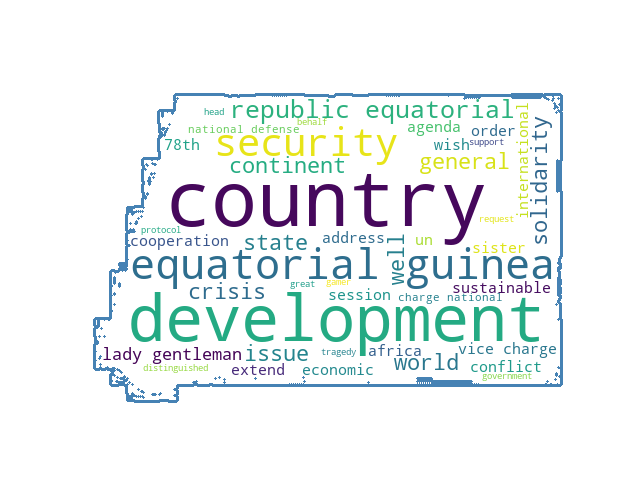 head
republic equatorial
behalf
national defense
security
agenda
order
international
solidarity
78th
wish
support
continent
general
country
request
protocol
cooperation
state
address
well
un
sister
equatorial guinea
crisis
great
gamer
session
sustainable
charge national
development
lady gentleman
issue
tragedy
africa
world
vice charge
distinguished
extend
economic
conflict
government